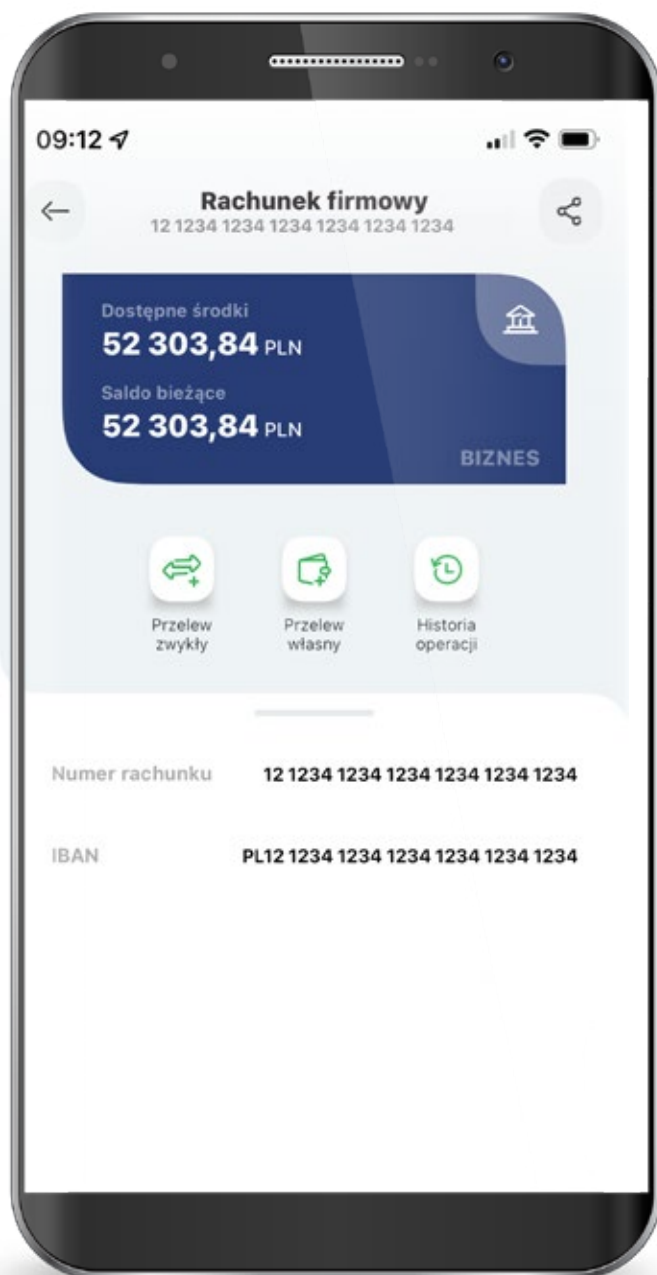 09:12
Rachunek firmowy
12 1234 1234 1234 1234 1234 1234
Dostępne środki
52 303,84 PLN
Saldo bieżące
52 303,84 PLN
BIZNES
Przelew
zwykły
Przelew
własny
Historia
operacji
Numer rachunku 12 1234 1234 1234 1234 1234 1234
IBAN PL12 1234 1234 1234 1234 1234 1234